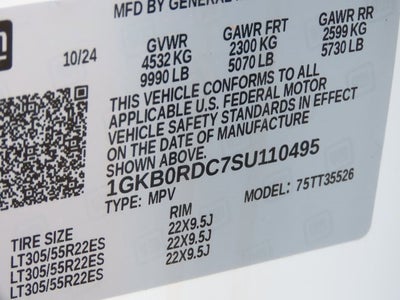 MFD BY GENERAL
10/24
GVWR GAWR FRT GAWR RR
4532 KG 2300 KG 2599 KG
9990 LB 5070 LB 5730 LB
THIS VEHICLE CONFORMS TO ALL
APPLICABLE U.S. FEDERAL MOTOR
VEHICLE SAFETY STANDARDS IN EFFECT
ON THE DATE OF MANUFACTURE
SHOWN ABOVE.
1GKB0RDC7SU110495
TYPE: MPV MODEL: 75TT35526
TIRE SIZE RIM
LT305/55R22ES 22X9.5J
LT305/55R22ES 22X9.5J
LT305/55R22ES 22X9.5J